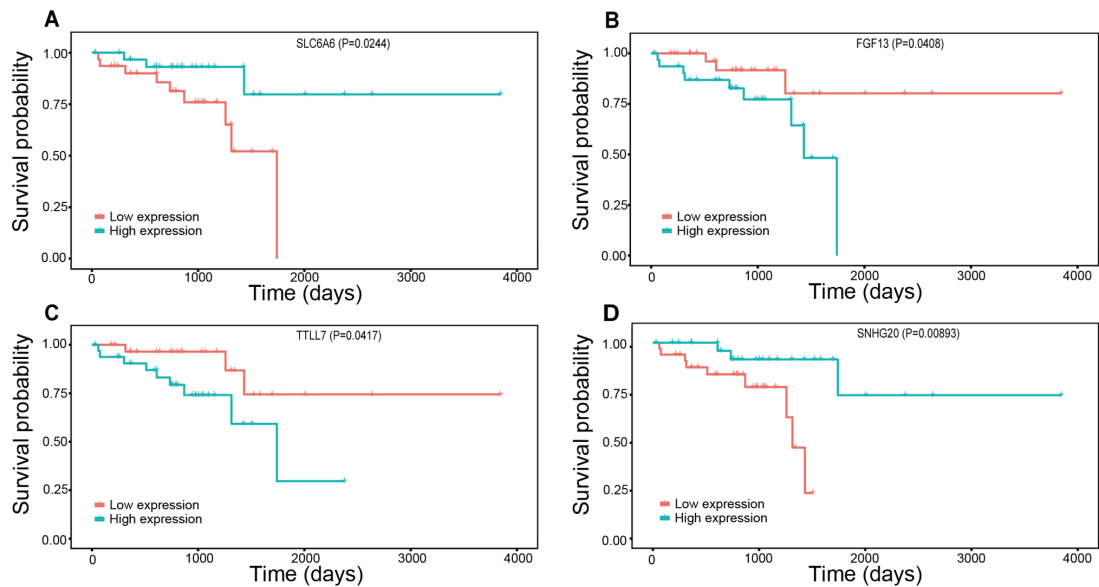 A
SLC6A6 (P=0.0244)
Survival probability
1.00
0.75
0.50
0.25
0.00
Low expression
High expression
0
1000
2000
3000
4000
Time (days)
B
FGF13 (P=0.0408)
Survival probability
1.00
0.75
0.50
0.25
0.00
Low expression
High expression
0
1000
2000
3000
4000
Time (days)
C
TTLL7 (P=0.0417)
Survival probability
1.00
0.75
0.50
0.25
0.00
Low expression
High expression
0
1000
2000
3000
4000
Time (days)
D
SNHG20 (P=0.00893)
Survival probability
1.00
0.75
0.50
0.25
0.00
Low expression
High expression
0
1000
2000
3000
4000
Time (days)